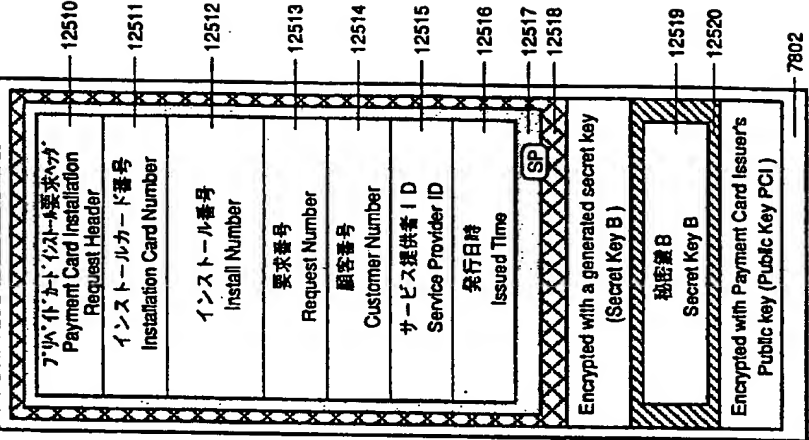 プリペイドカードインストール要求ヘッダ
Payment Card Installation
Request Header
12510
インストールカード番号
Installation Card Number
12511
インストール番号
Install Number
12512
要求番号
Request Number
12513
顧客番号
Customer Number
12514
サービス提供者ID
Service Provider ID
12515
発行日時
Issued Time
12516
SP
12517
12518
Encrypted with a generated secret key
(Secret Key B)
秘密鍵B
Secret Key B
12519
12520
Encrypted with Payment Card Issuer's
Public key (Public Key PCI)
7802